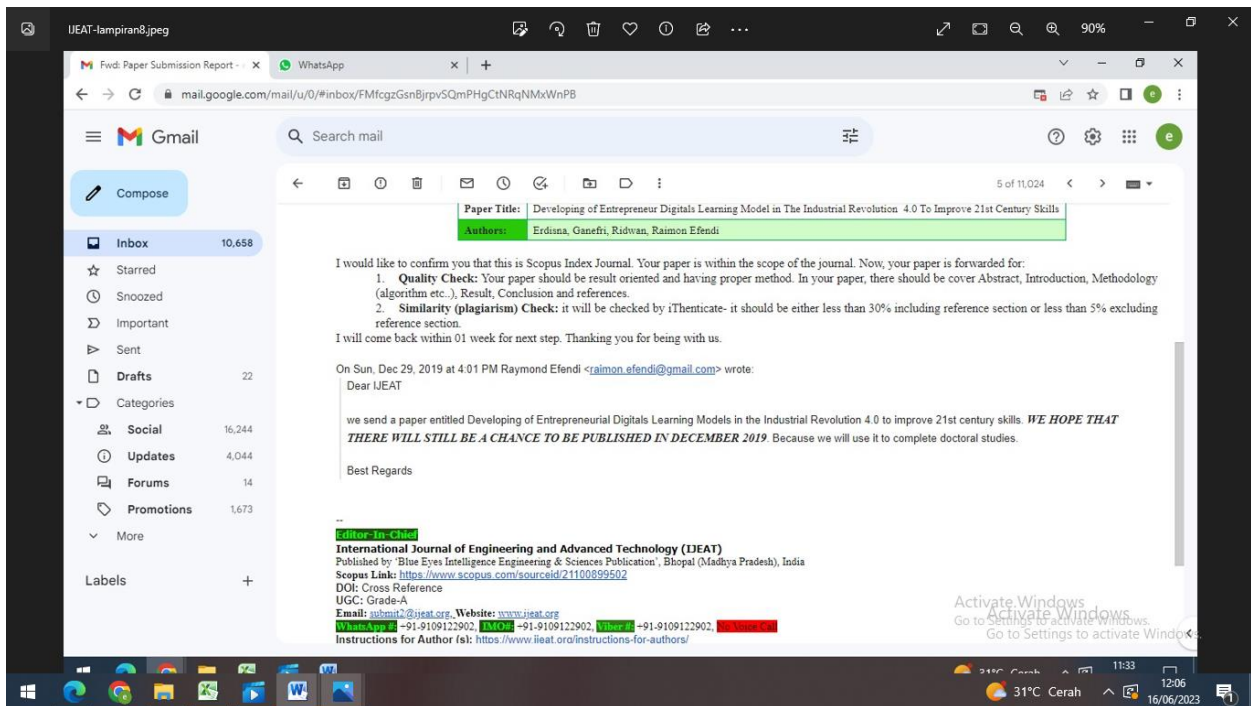 IJEAT-lampiran8.jpeg
90%
Fwd: Paper Submission Report -
WhatsApp
mail.google.com/mail/u/0/#inbox/FMfcgzGsnBjrpvSQmPHgCtNRqNMxWnPB
Gmail
Search mail
Compose
5 of 11,024
Inbox 10,658
Starred
Snoozed
Important
Sent
Drafts 22
Categories
Social 16,244
Updates 4,044
Forums 14
Promotions 1,673
More
Labels
Paper Title: Developing of Entrepreneur Digitals Learning Model in The Industrial Revolution 4.0 To Improve 21st Century Skills
Authors: Erdisna, Ganefri, Ridwan, Raimon Efendi
I would like to confirm you that this is Scopus Index Journal. Your paper is within the scope of the journal. Now, your paper is forwarded for:
1. Quality Check: Your paper should be result oriented and having proper method. In your paper, there should be cover Abstract, Introduction, Methodology
(algorithm etc..), Result, Conclusion and references.
2. Similarity (plagiarism) Check: it will be checked by iThenticate- it should be either less than 30% including reference section or less than 5% excluding
reference section.
I will come back within 01 week for next step. Thanking you for being with us.
On Sun, Dec 29, 2019 at 4:01 PM Raymond Efendi <raimon.efendi@gmail.com> wrote:
Dear IJEAT
we send a paper entitled Developing of Entrepreneurial Digitals Learning Models in the Industrial Revolution 4.0 to improve 21st century skills. WE HOPE THAT
THERE WILL STILL BE A CHANCE TO BE PUBLISHED IN DECEMBER 2019. Because we will use it to complete doctoral studies.
Best Regards
--
Editor-In-Chief
International Journal of Engineering and Advanced Technology (IJEAT)
Published by 'Blue Eyes Intelligence Engineering & Sciences Publication', Bhopal (Madhya Pradesh), India
Scopus Link: https://www.scopus.com/sourceid/21100899502
DOI: Cross Reference
UGC: Grade-A
Email: submit2@ijeat.org, Website: www.ijeat.org
WhatsApp #: +91-9109122902, IMO#: +91-9109122902, Viber #: +91-9109122902, No Voice Call
Instructions for Author (s): https://www.ijeat.org/instructions-for-authors/
Activate Windows
Go to Settings to activate Windows.
Activate Windows
Go to Settings to activate Windows
31°C Cerah
11:33
31°C Cerah
12:06
16/06/2023